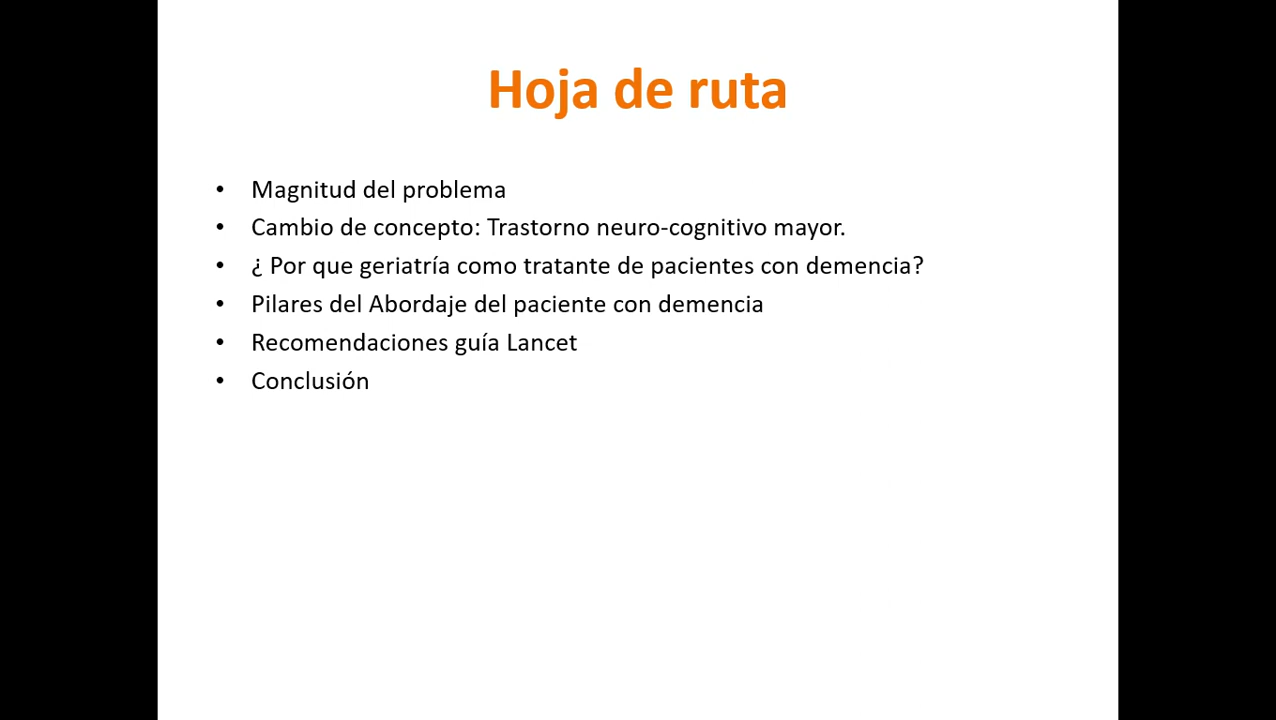 Hoja de ruta
• Magnitud del problema
• Cambio de concepto: Trastorno neuro-cognitivo mayor.
• ¿ Por que geriatría como tratante de pacientes con demencia?
• Pilares del Abordaje del paciente con demencia
• Recomendaciones guía Lancet
• Conclusión